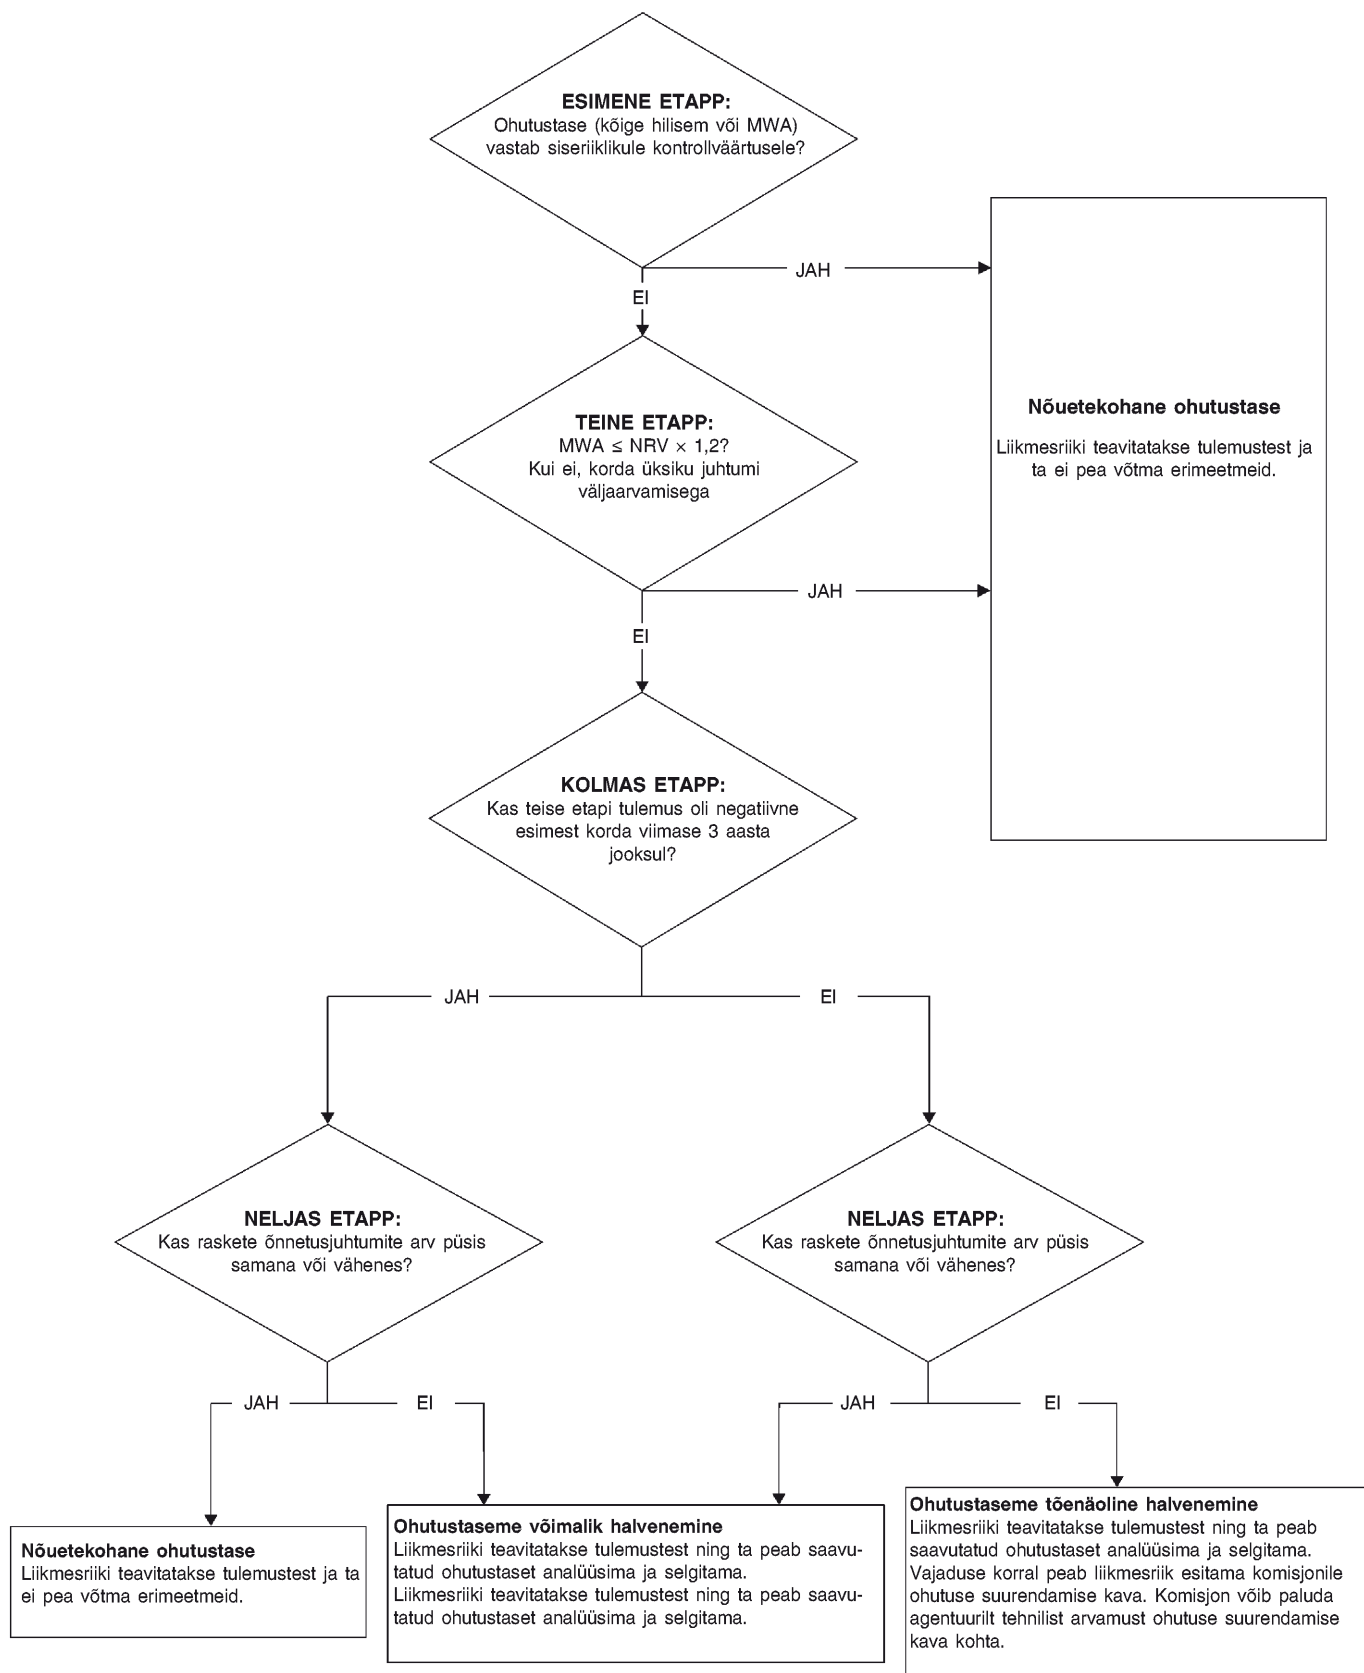 ESIMENE ETAPP:
Ohutustase (kõige hilisem või MWA)
vastab siseriiklikule kontrollväärtusele?
JAH
EI
Nõuetekohane ohutustase
Liikmesriiki teavitatakse tulemustest ja
ta ei pea võtma erimeetmeid.
TEINE ETAPP:
MWA ≤ NRV × 1,2?
Kui ei, korda üksiku juhtumi
väljaarvamisega
JAH
EI
KOLMAS ETAPP:
Kas teise etapi tulemus oli negatiivne
esimest korda viimase 3 aasta
jooksul?
JAH
EI
NELJAS ETAPP:
Kas raskete õnnetusjuhtumite arv püsis
samana või vähenes?
NELJAS ETAPP:
Kas raskete õnnetusjuhtumite arv püsis
samana või vähenes?
JAH
EI
JAH
EI
Nõuetekohane ohutustase
Liikmesriiki teavitatakse tulemustest ja ta
ei pea võtma erimeetmeid.
Ohutustaseme võimalik halvenemine
Liikmesriiki teavitatakse tulemustest ning ta peab saavu-
tatud ohutustaset analüüsima ja selgitama.
Liikmesriiki teavitatakse tulemustest ning ta peab saavu-
tatud ohutustaset analüüsima ja selgitama.
Ohutustaseme tõenäoline halvenemine
Liikmesriiki teavitatakse tulemustest ning ta peab
saavutatud ohutustaset analüüsima ja selgitama.
Vajaduse korral peab liikmesriik esitama komisjonile
ohutuse suurendamise kava. Komisjon võib paluda
agentuurilt tehnilist arvamust ohutuse suurendamise
kava kohta.